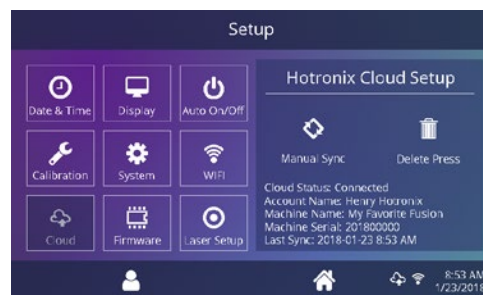 Setup
Date & Time
Display
Auto On/Off
Calibration
System
WIFI
Cloud
Firmware
Laser Setup
Hotronix Cloud Setup
Manual Sync
Delete Press
Cloud Status: Connected
Account Name: Henry Hotronix
Machine Name: My Favorite Fusion
Machine Serial: 201800000
Last Sync: 2018-01-23 8:53 AM
8:53 AM
1/23/2018